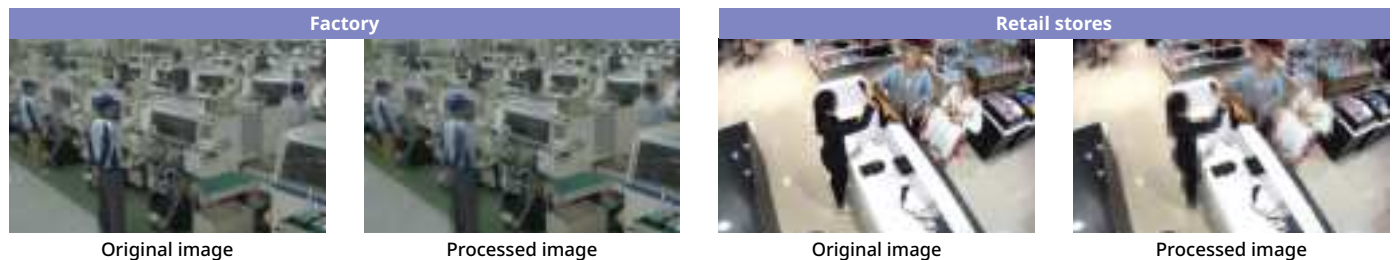 Factory
Retail stores
Original image
Processed image
Original image
Processed image